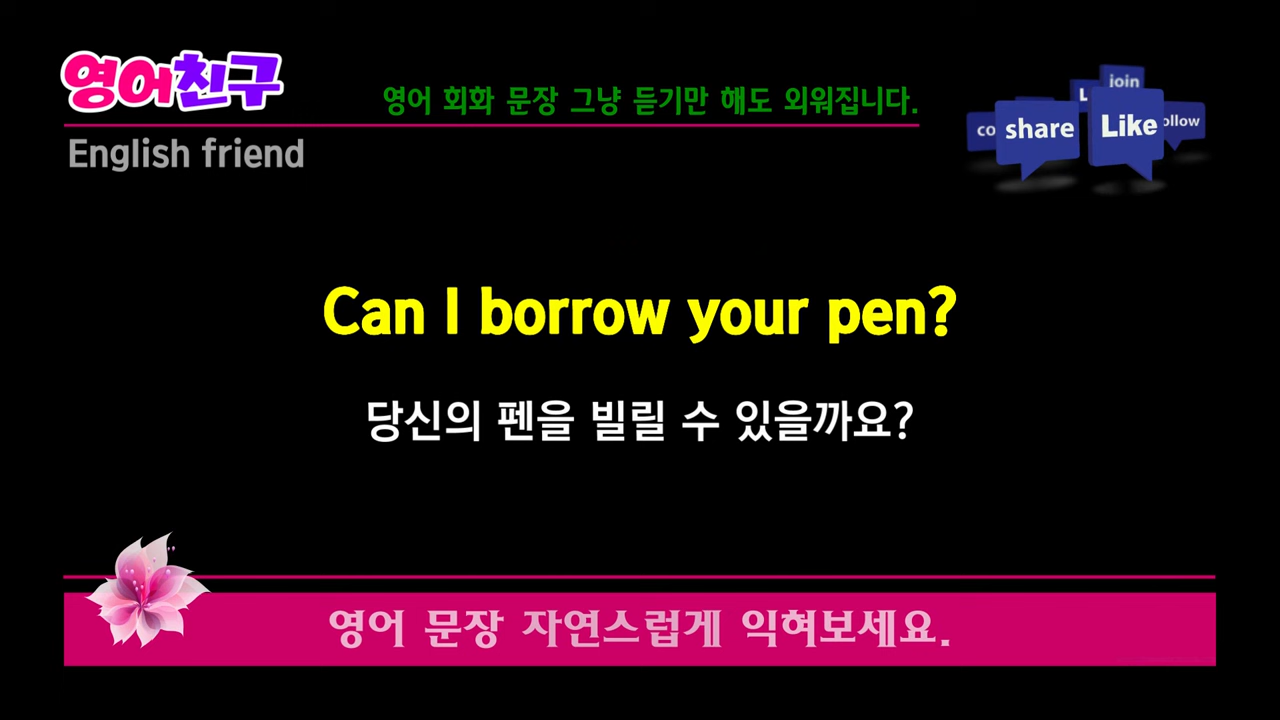 영어친구
영어 회화 문장 그냥 듣기만 해도 외워집니다.
English friend
join
L
co
share
Like
ollow
Can I borrow your pen?
당신의 펜을 빌릴 수 있을까요?
영어 문장 자연스럽게 익혀보세요.